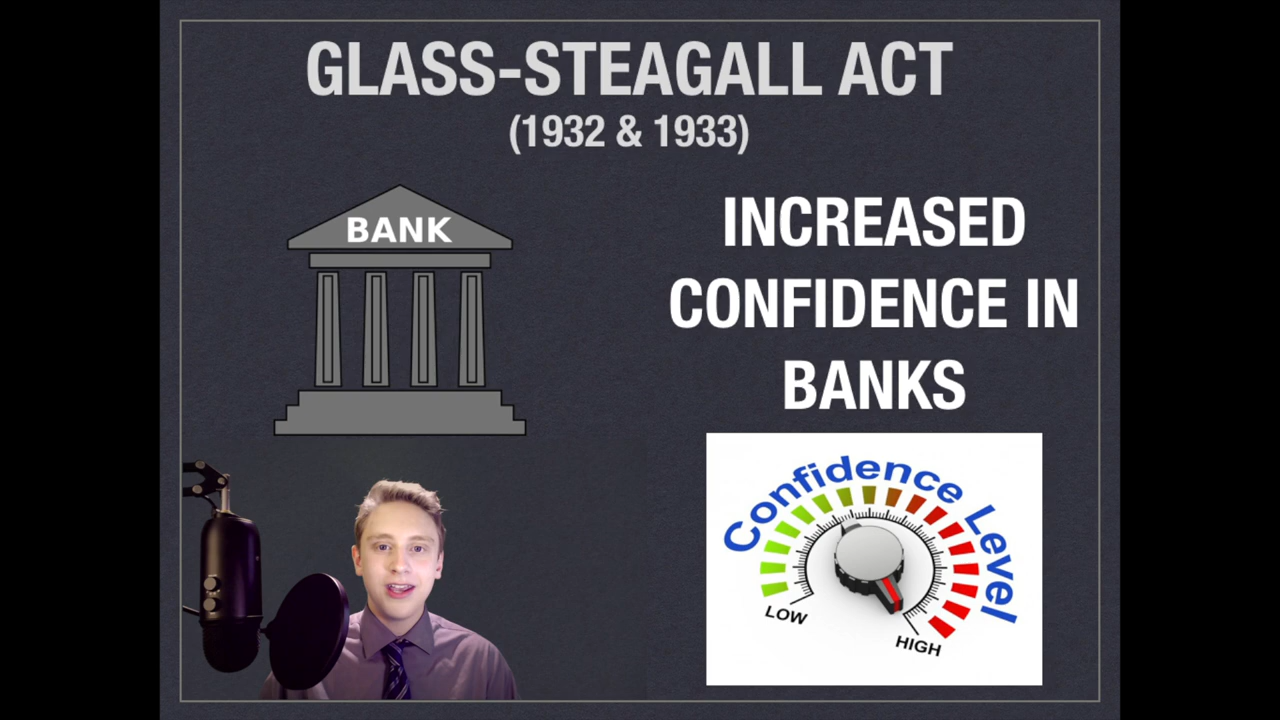 GLASS-STEAGALL ACT
(1932 & 1933)
BANK
INCREASED
CONFIDENCE IN
BANKS
Confidence Level
LOW
HIGH